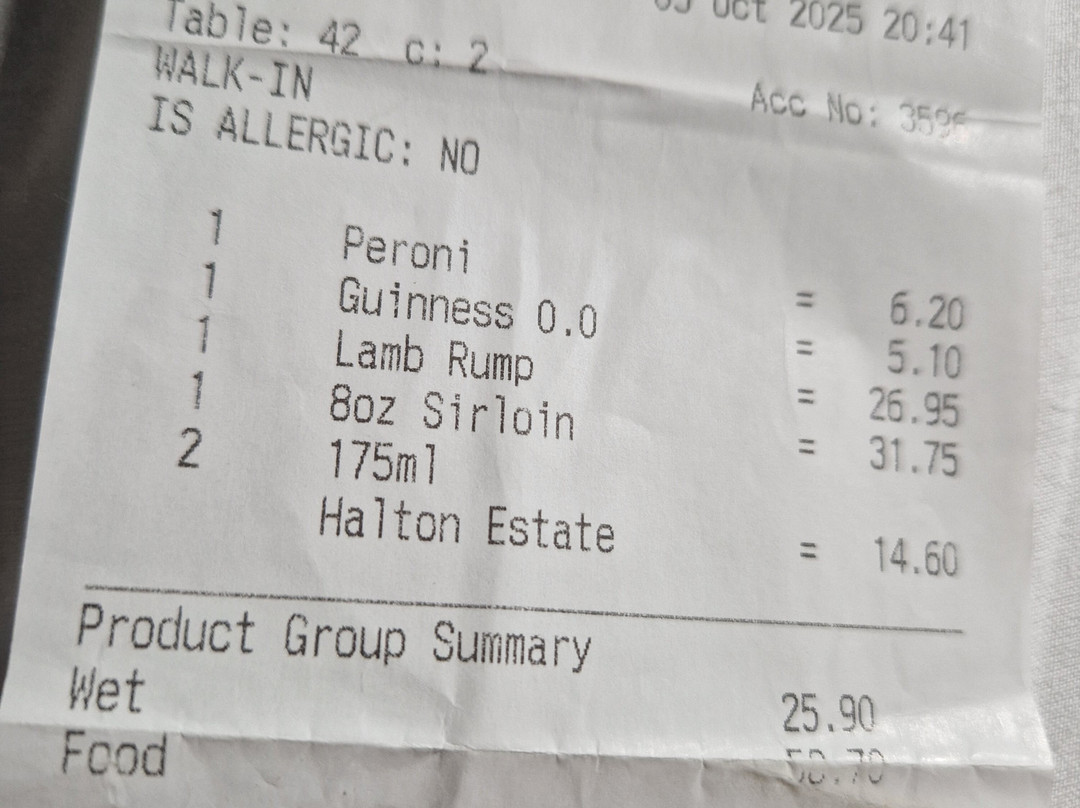 Oct 2025 20:41
Table: 42 c: 2
WALK-IN
Acc No:
IS ALLERGIC: NO
1 Peroni = 6.20
1 Guinness 0.0 = 5.10
1 Lamb Rump = 26.95
1 8oz Sirloin = 31.75
2 175ml
Halton Estate = 14.60
Product Group Summary
Wet 25.90
Food